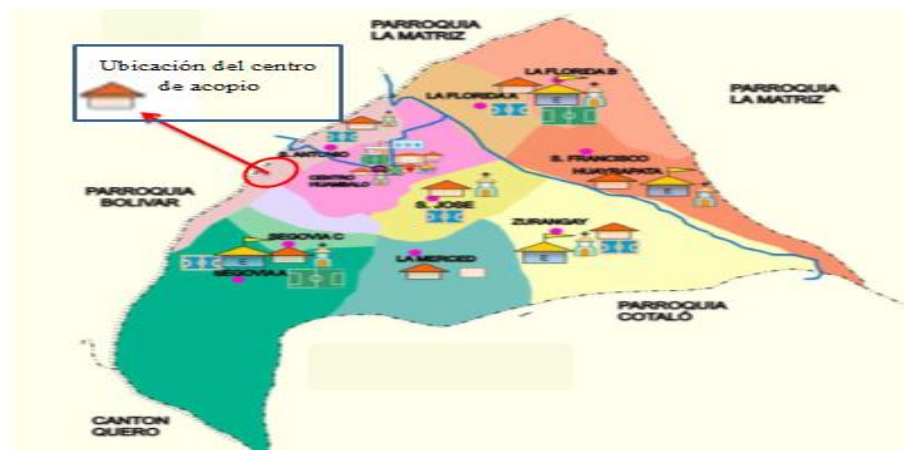 PARROQUIA
LA MATRIZ
Ubicación del centro
de acopio
LA FLORIDA B
LA FLORIDA A
PARROQUIA
LA MATRIZ
S. ANTONIO
S. FRANCISCO
CENTRO
HUAMBALO
HUAYRAPATA
E
PARROQUIA
BOLIVAR
S. JOSE
ZURANGAY
SEGOVIA C
E
E
LA MERCED
SEGOVIA A
PARROQUIA
COTALÓ
CANTON
QUERO